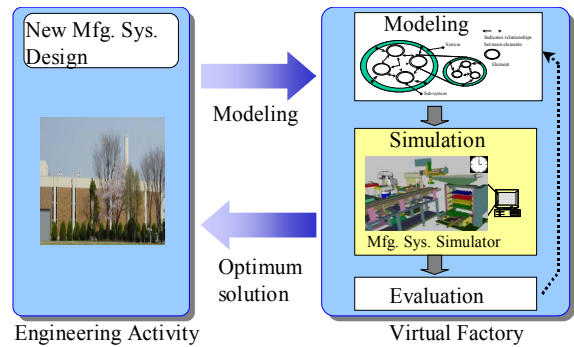 New Mfg. Sys.
Design
Modeling
Optimum
solution
Engineering Activity
Modeling
System
Indicates relationships
between elements
Element
Sub-system
Simulation
Mfg. Sys. Simulator
Evaluation
Virtual Factory